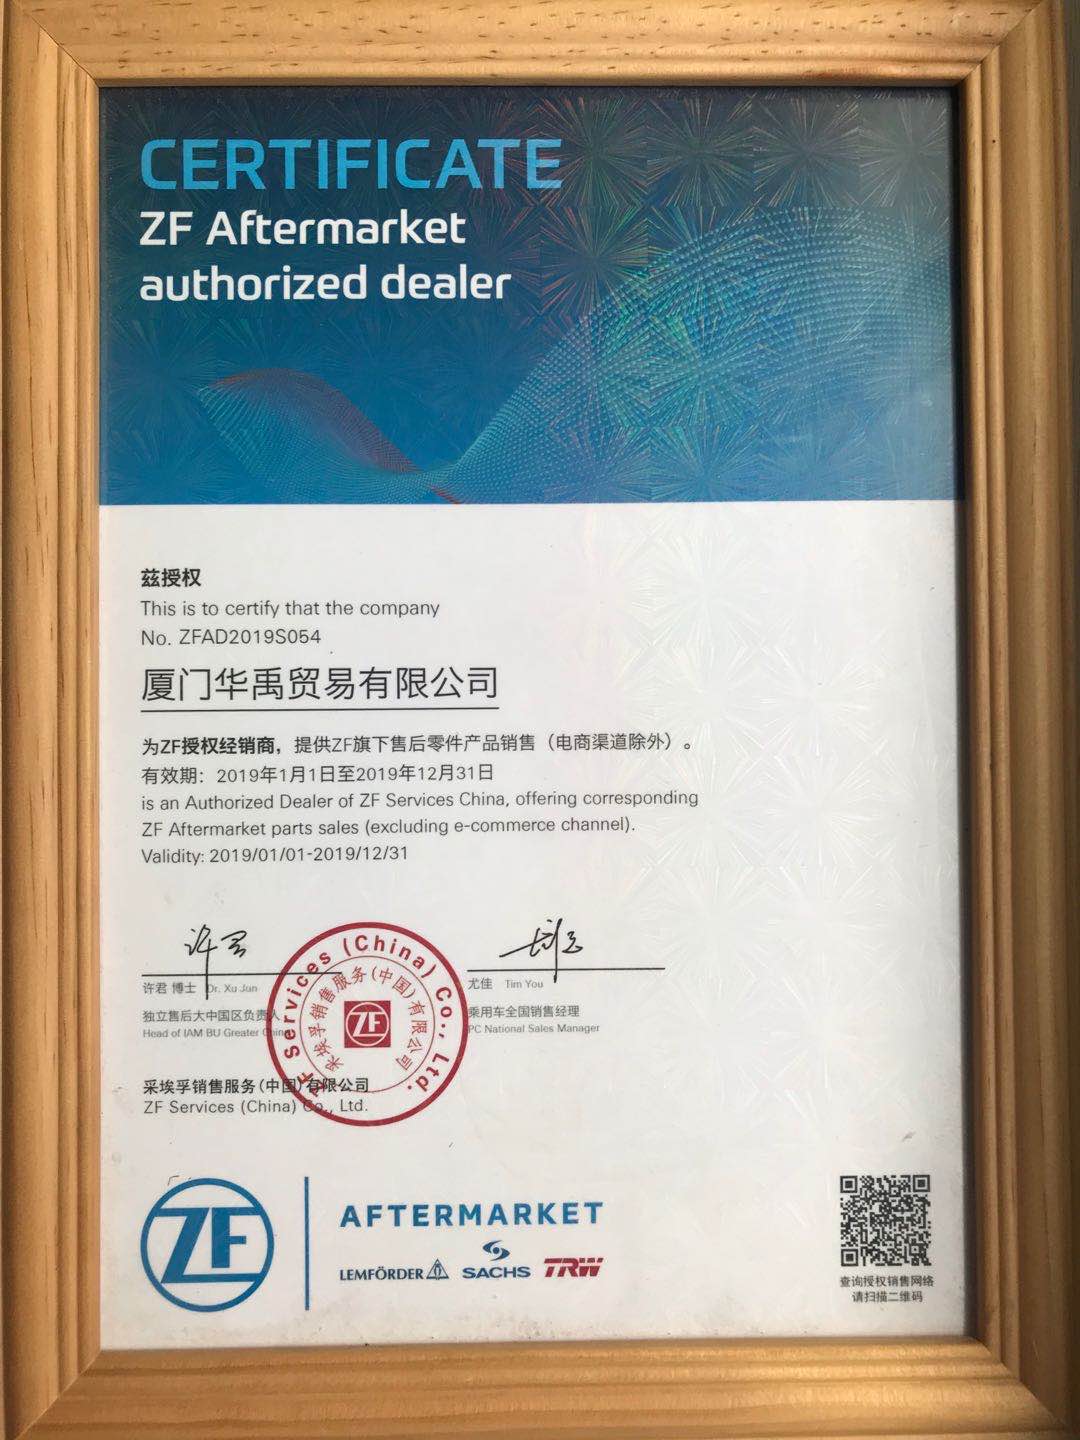 CERTIFICATE
ZF Aftermarket
authorized dealer
兹授权
This is to certify that the company
No. ZFAD2019S054
厦门华禹贸易有限公司
为ZF授权经销商，提供ZF旗下售后零件产品销售（电商渠道除外）。
有效期：2019年1月1日至2019年12月31日
is an Authorized Dealer of ZF Services China, offering corresponding
ZF Aftermarket parts sales (excluding e-commerce channel).
Validity: 2019/01/01-2019/12/31
许君
许君 博士 Dr. Xu Jun
独立售后大中国区负责人
Head of IAM BU Greater China
尤佳 Tim You
乘用车全国销售经理
PC National Sales Manager
ZF Services (China) Co., Ltd.
采埃孚销售服务(中国)有限公司
ZF
采埃孚销售服务(中国)有限公司
ZF Services (China) Co., Ltd.
ZF
AFTERMARKET
LEMFÖRDER SACHS TRW
查询授权销售网络
请扫描二维码